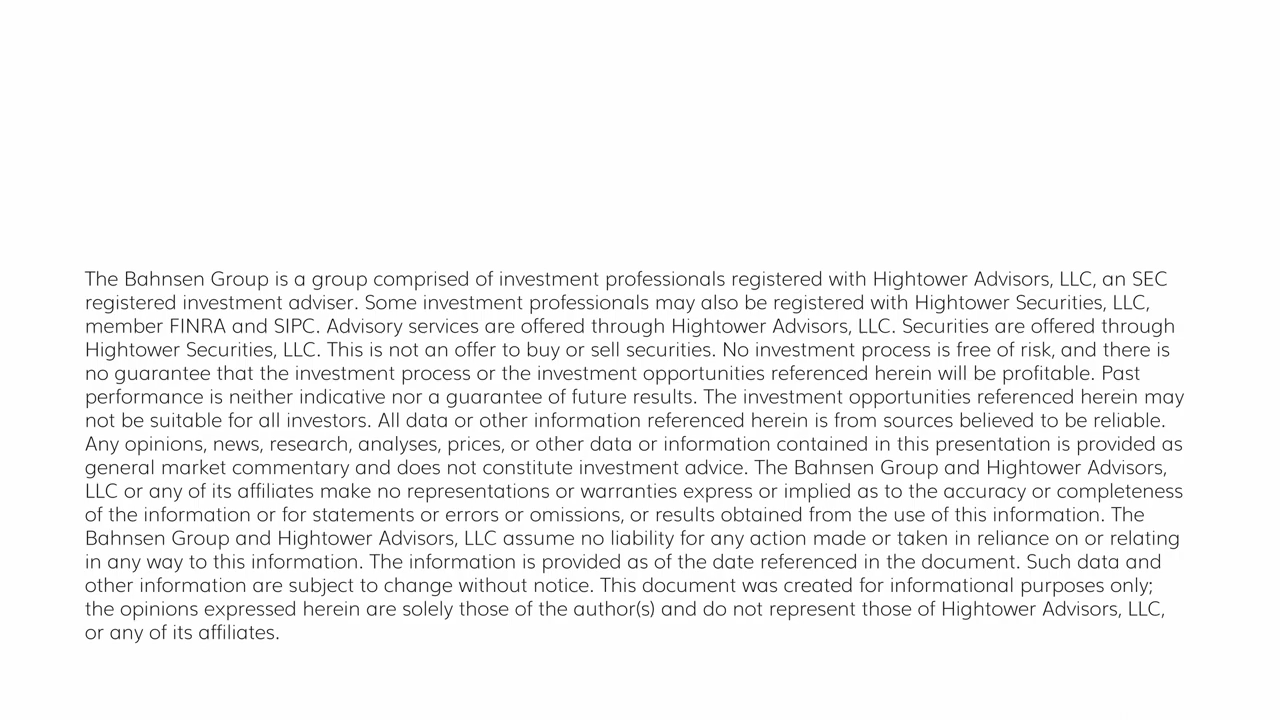 The Bahnsen Group is a group comprised of investment professionals registered with Hightower Advisors, LLC, an SEC
registered investment adviser. Some investment professionals may also be registered with Hightower Securities, LLC,
member FINRA and SIPC. Advisory services are offered through Hightower Advisors, LLC. Securities are offered through
Hightower Securities, LLC. This is not an offer to buy or sell securities. No investment process is free of risk, and there is
no guarantee that the investment process or the investment opportunities referenced herein will be profitable. Past
performance is neither indicative nor a guarantee of future results. The investment opportunities referenced herein may
not be suitable for all investors. All data or other information referenced herein is from sources believed to be reliable.
Any opinions, news, research, analyses, prices, or other data or information contained in this presentation is provided as
general market commentary and does not constitute investment advice. The Bahnsen Group and Hightower Advisors,
LLC or any of its affiliates make no representations or warranties express or implied as to the accuracy or completeness
of the information or for statements or errors or omissions, or results obtained from the use of this information. The
Bahnsen Group and Hightower Advisors, LLC assume no liability for any action made or taken in reliance on or relating
in any way to this information. The information is provided as of the date referenced in the document. Such data and
other information are subject to change without notice. This document was created for informational purposes only;
the opinions expressed herein are solely those of the author(s) and do not represent those of Hightower Advisors, LLC,
or any of its affiliates.